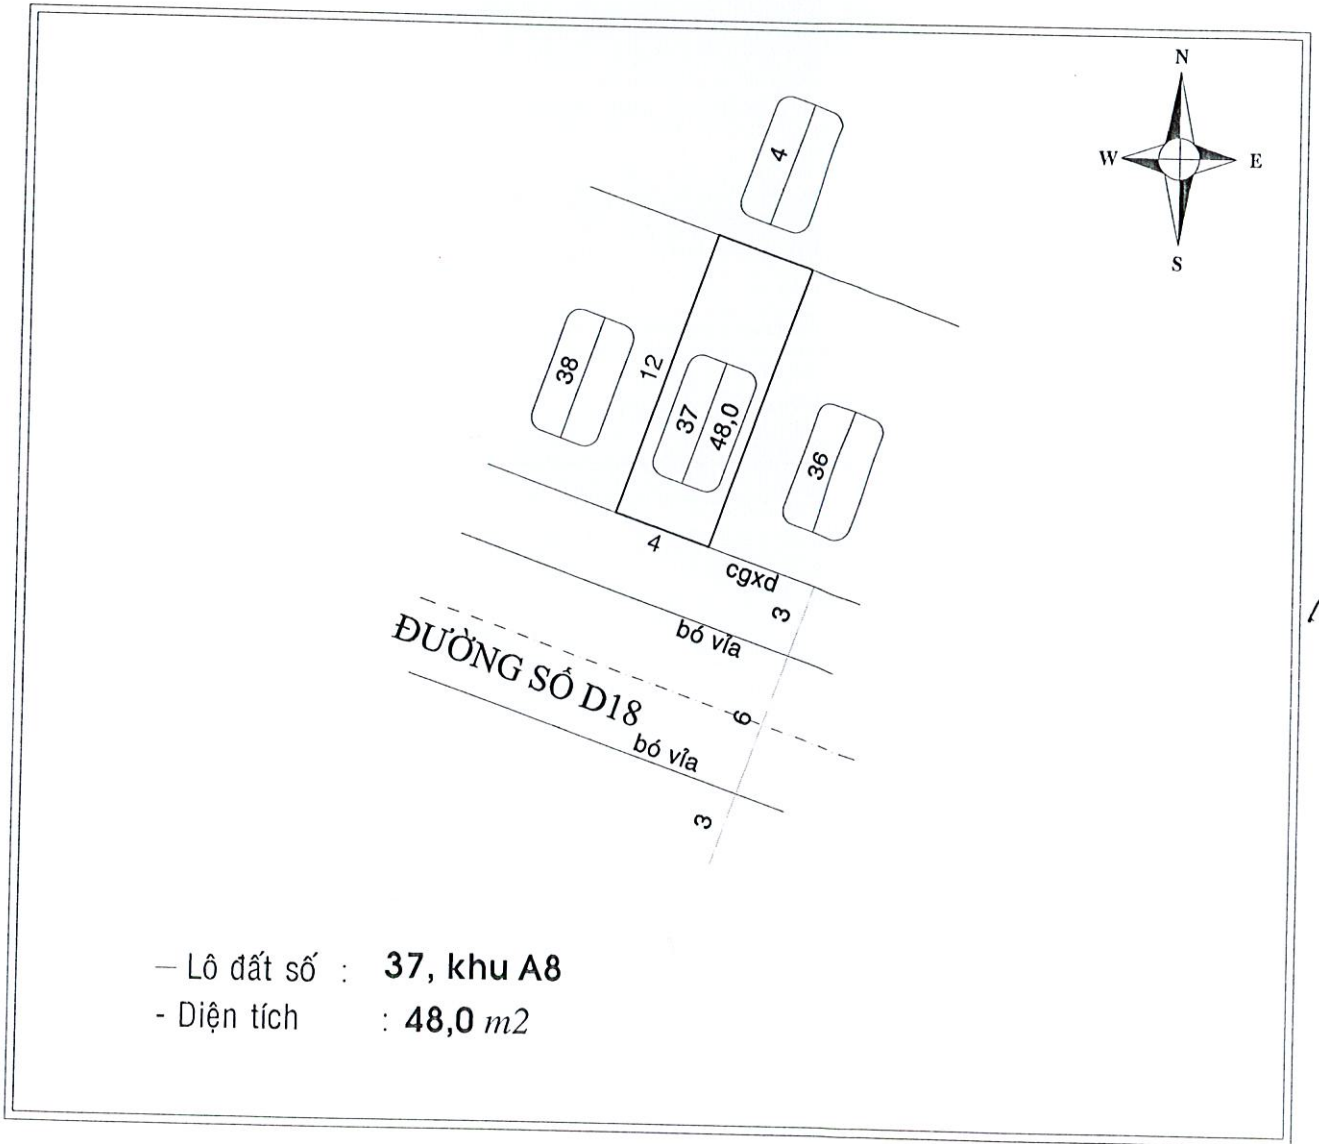 N
W E
S
4
38
12
37
48,0
36
4
cgxd
3
bó vỉa
ĐƯỜNG SỐ D18
6
bó vỉa
3
— Lô đất số : 37, khu A8
- Diện tích : 48,0 m2